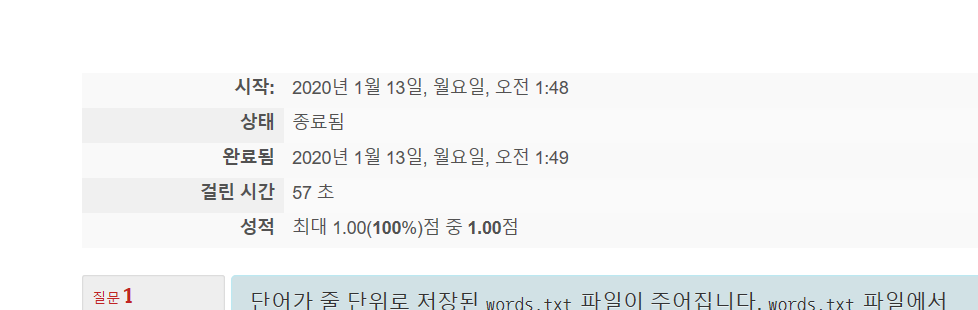 시작: 2020년 1월 13일, 월요일, 오전 1:48
상태 종료됨
완료됨 2020년 1월 13일, 월요일, 오전 1:49
걸린 시간 57 초
성적 최대 1.00(100%)점 중 1.00점
질문 1
단어가 줄 단위로 저장된 words.txt 파일이 주어집니다. words.txt 파일에서